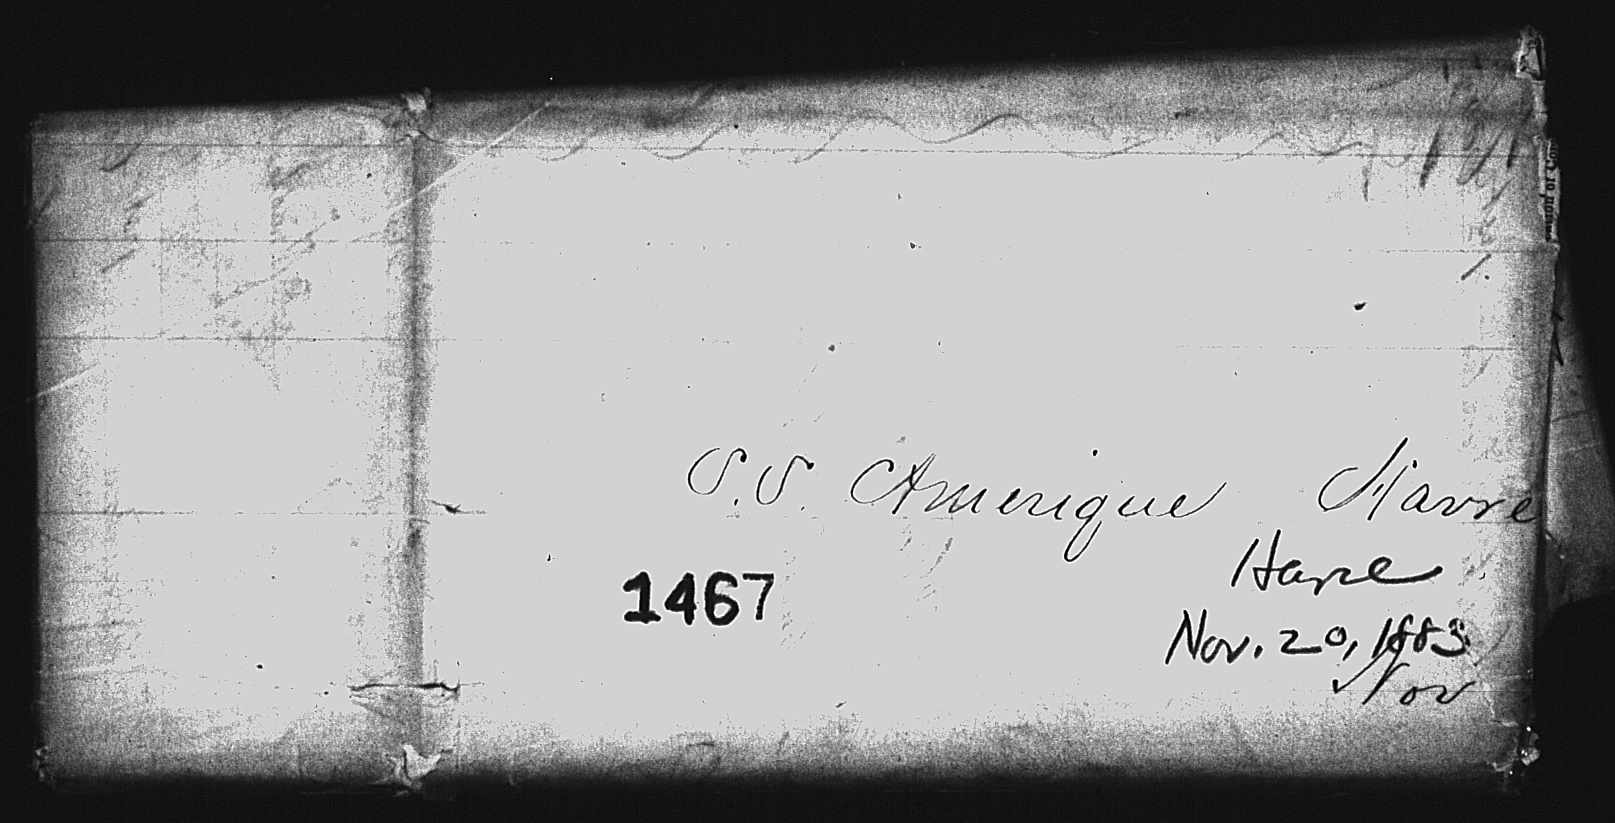 S.S. Amerique Havre
Havre
1467
Nov. 20, 1883
Nov